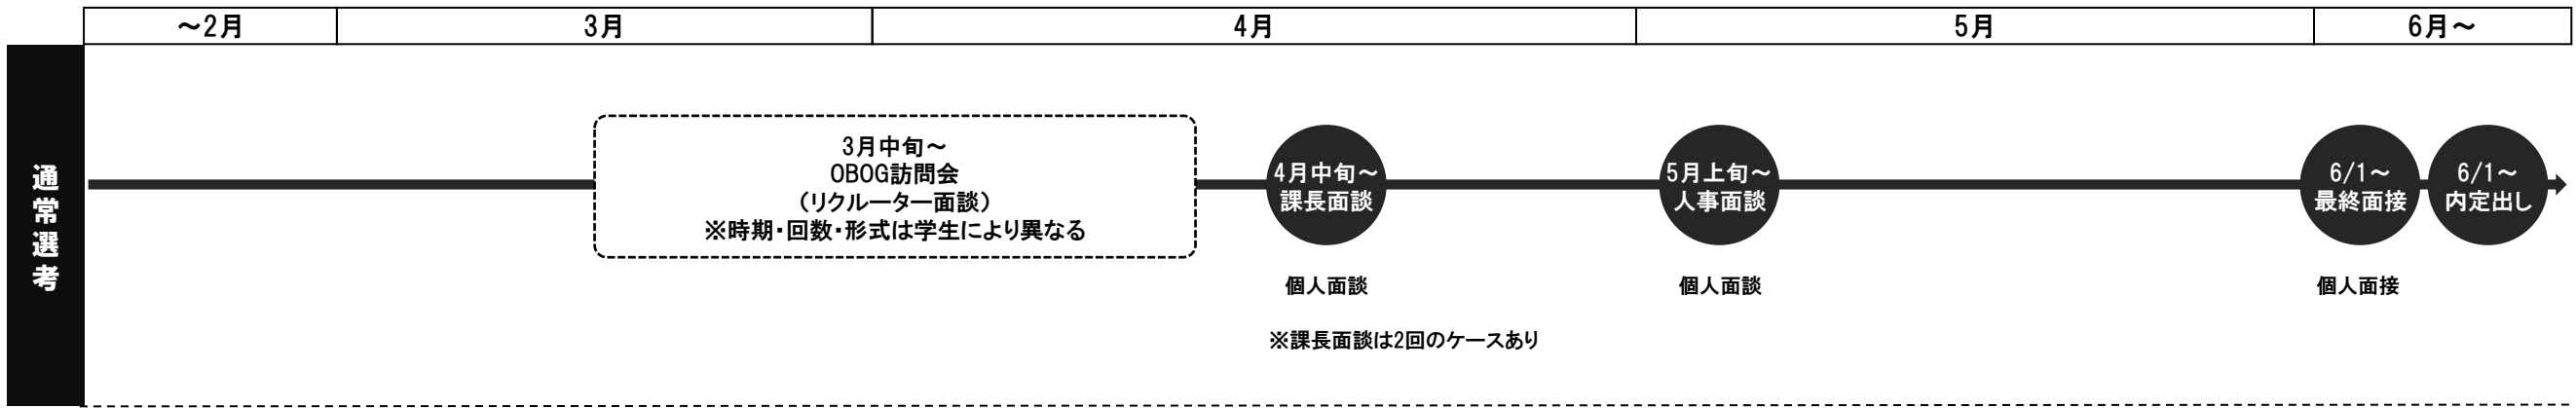 ～2月
3月
4月
5月
6月～
通常選考
3月中旬～
OBOG訪問会
（リクルーター面談）
※時期・回数・形式は学生により異なる
4月中旬～
課長面談
5月上旬～
人事面談
6/1～
最終面接
6/1～
内定出し
個人面談
個人面談
個人面接
※課長面談は2回のケースあり